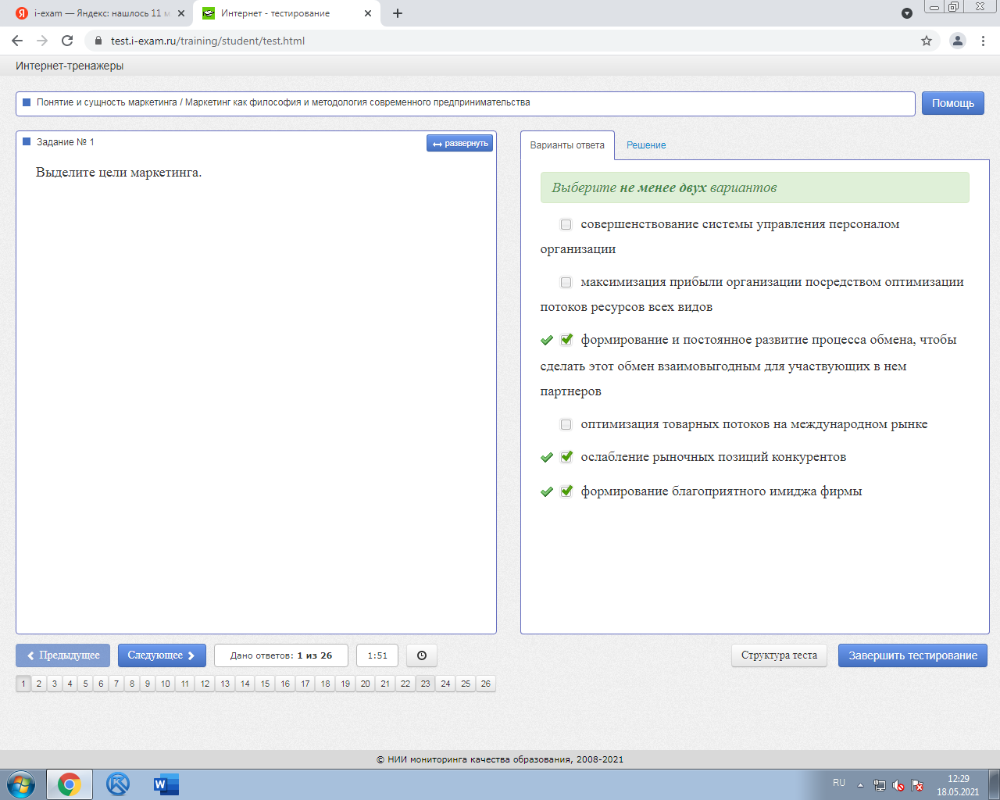 i-exam — Яндекс: нашлось 11 м
Интернет - тестирование
test.i-exam.ru/training/student/test.html
Интернет-тренажеры
Понятие и сущность маркетинга / Маркетинг как философия и методология современного предпринимательства
Помощь
Задание № 1
развернуть
Выделите цели маркетинга.
Варианты ответа
Решение
Выберите не менее двух вариантов
совершенствование системы управления персоналом
организации
максимизация прибыли организации посредством оптимизации
потоков ресурсов всех видов
формирование и постоянное развитие процесса обмена, чтобы
сделать этот обмен взаимовыгодным для участвующих в нем
партнеров
оптимизация товарных потоков на международном рынке
ослабление рыночных позиций конкурентов
формирование благоприятного имиджа фирмы
Предыдущее
Следующее
Дано ответов: 1 из 26
1:51
Структура теста
Завершить тестирование
1 2 3 4 5 6 7 8 9 10 11 12 13 14 15 16 17 18 19 20 21 22 23 24 25 26
© НИИ мониторинга качества образования, 2008-2021
RU
12:29
18.05.2021